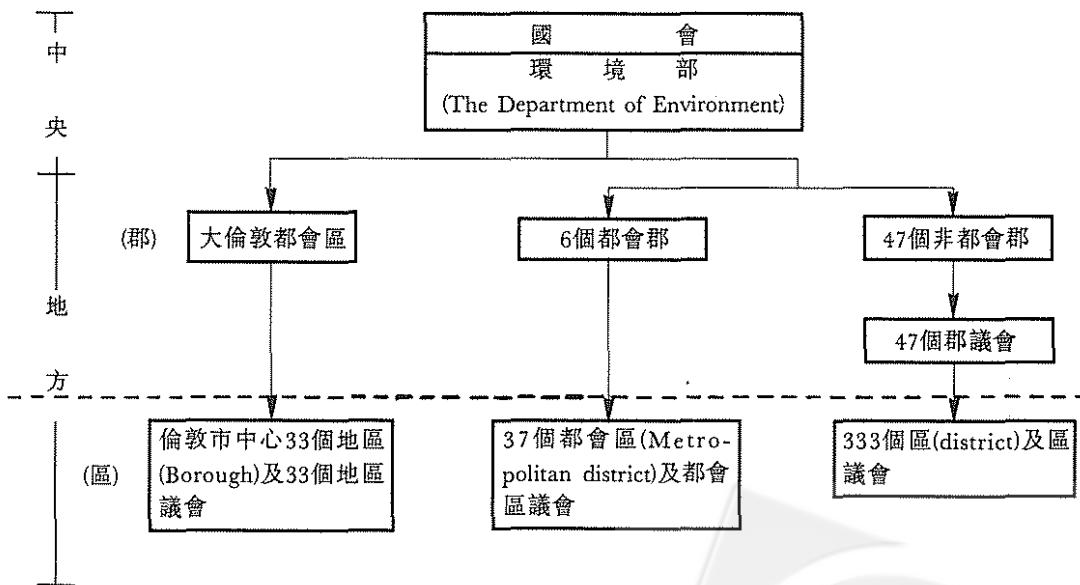 中
央
地
方
國 會
環 境 部
(The Department of Environment)
(郡)
大倫敦都會區
6個都會郡
47個非都會郡
47個郡議會
(區)
倫敦市中心33個地區
(Borough)及33個地區
議會
37個都會區(Metro-
politan district)及都會
區議會
333個區(district)及區
議會